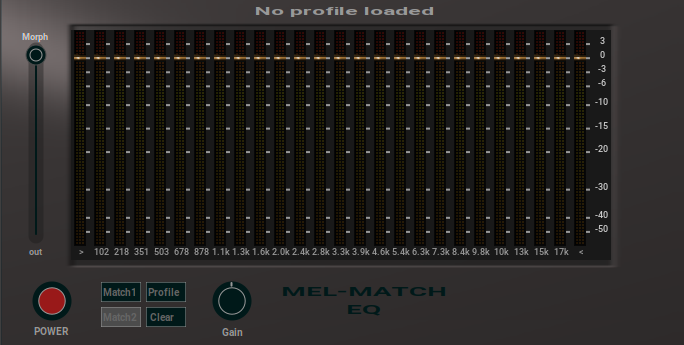 No profile loaded
Morph
3
0
-3
-6
-10
-15
-20
-30
-40
-50
> 102 218 351 503 678 878 1.1k 1.3k 1.6k 2.0k 2.4k 2.8k 3.3k 3.9k 4.6k 5.4k 6.3k 7.3k 8.4k 9.8k 10k 13k 15k 17k <
out
Match1 Profile
MEL-MATCH
EQ
Match2 Clear
POWER
Gain